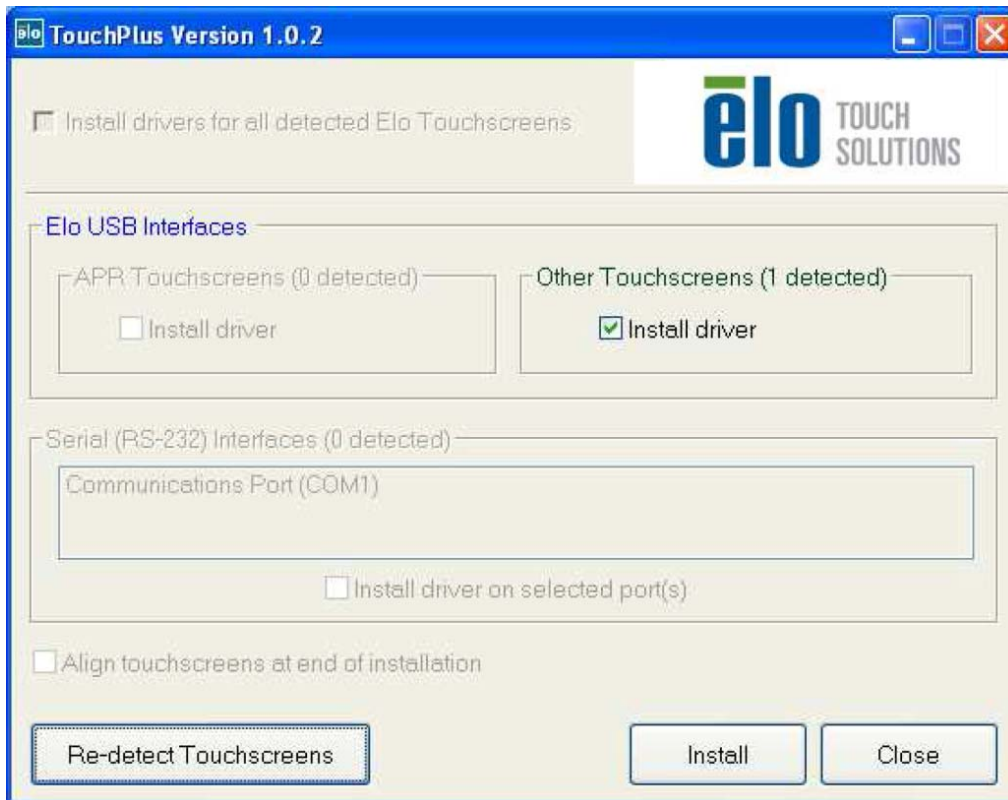 elo TouchPlus Version 1.0.2
Install drivers for all detected Elo Touchscreens
elo TOUCH SOLUTIONS
Elo USB Interfaces
APR Touchscreens (0 detected)
Install driver
Other Touchscreens (1 detected)
Install driver
Serial (RS-232) Interfaces (0 detected)
Communications Port (COM1)
Install driver on selected port(s)
Align touchscreens at end of installation
Re-detect Touchscreens
Install
Close